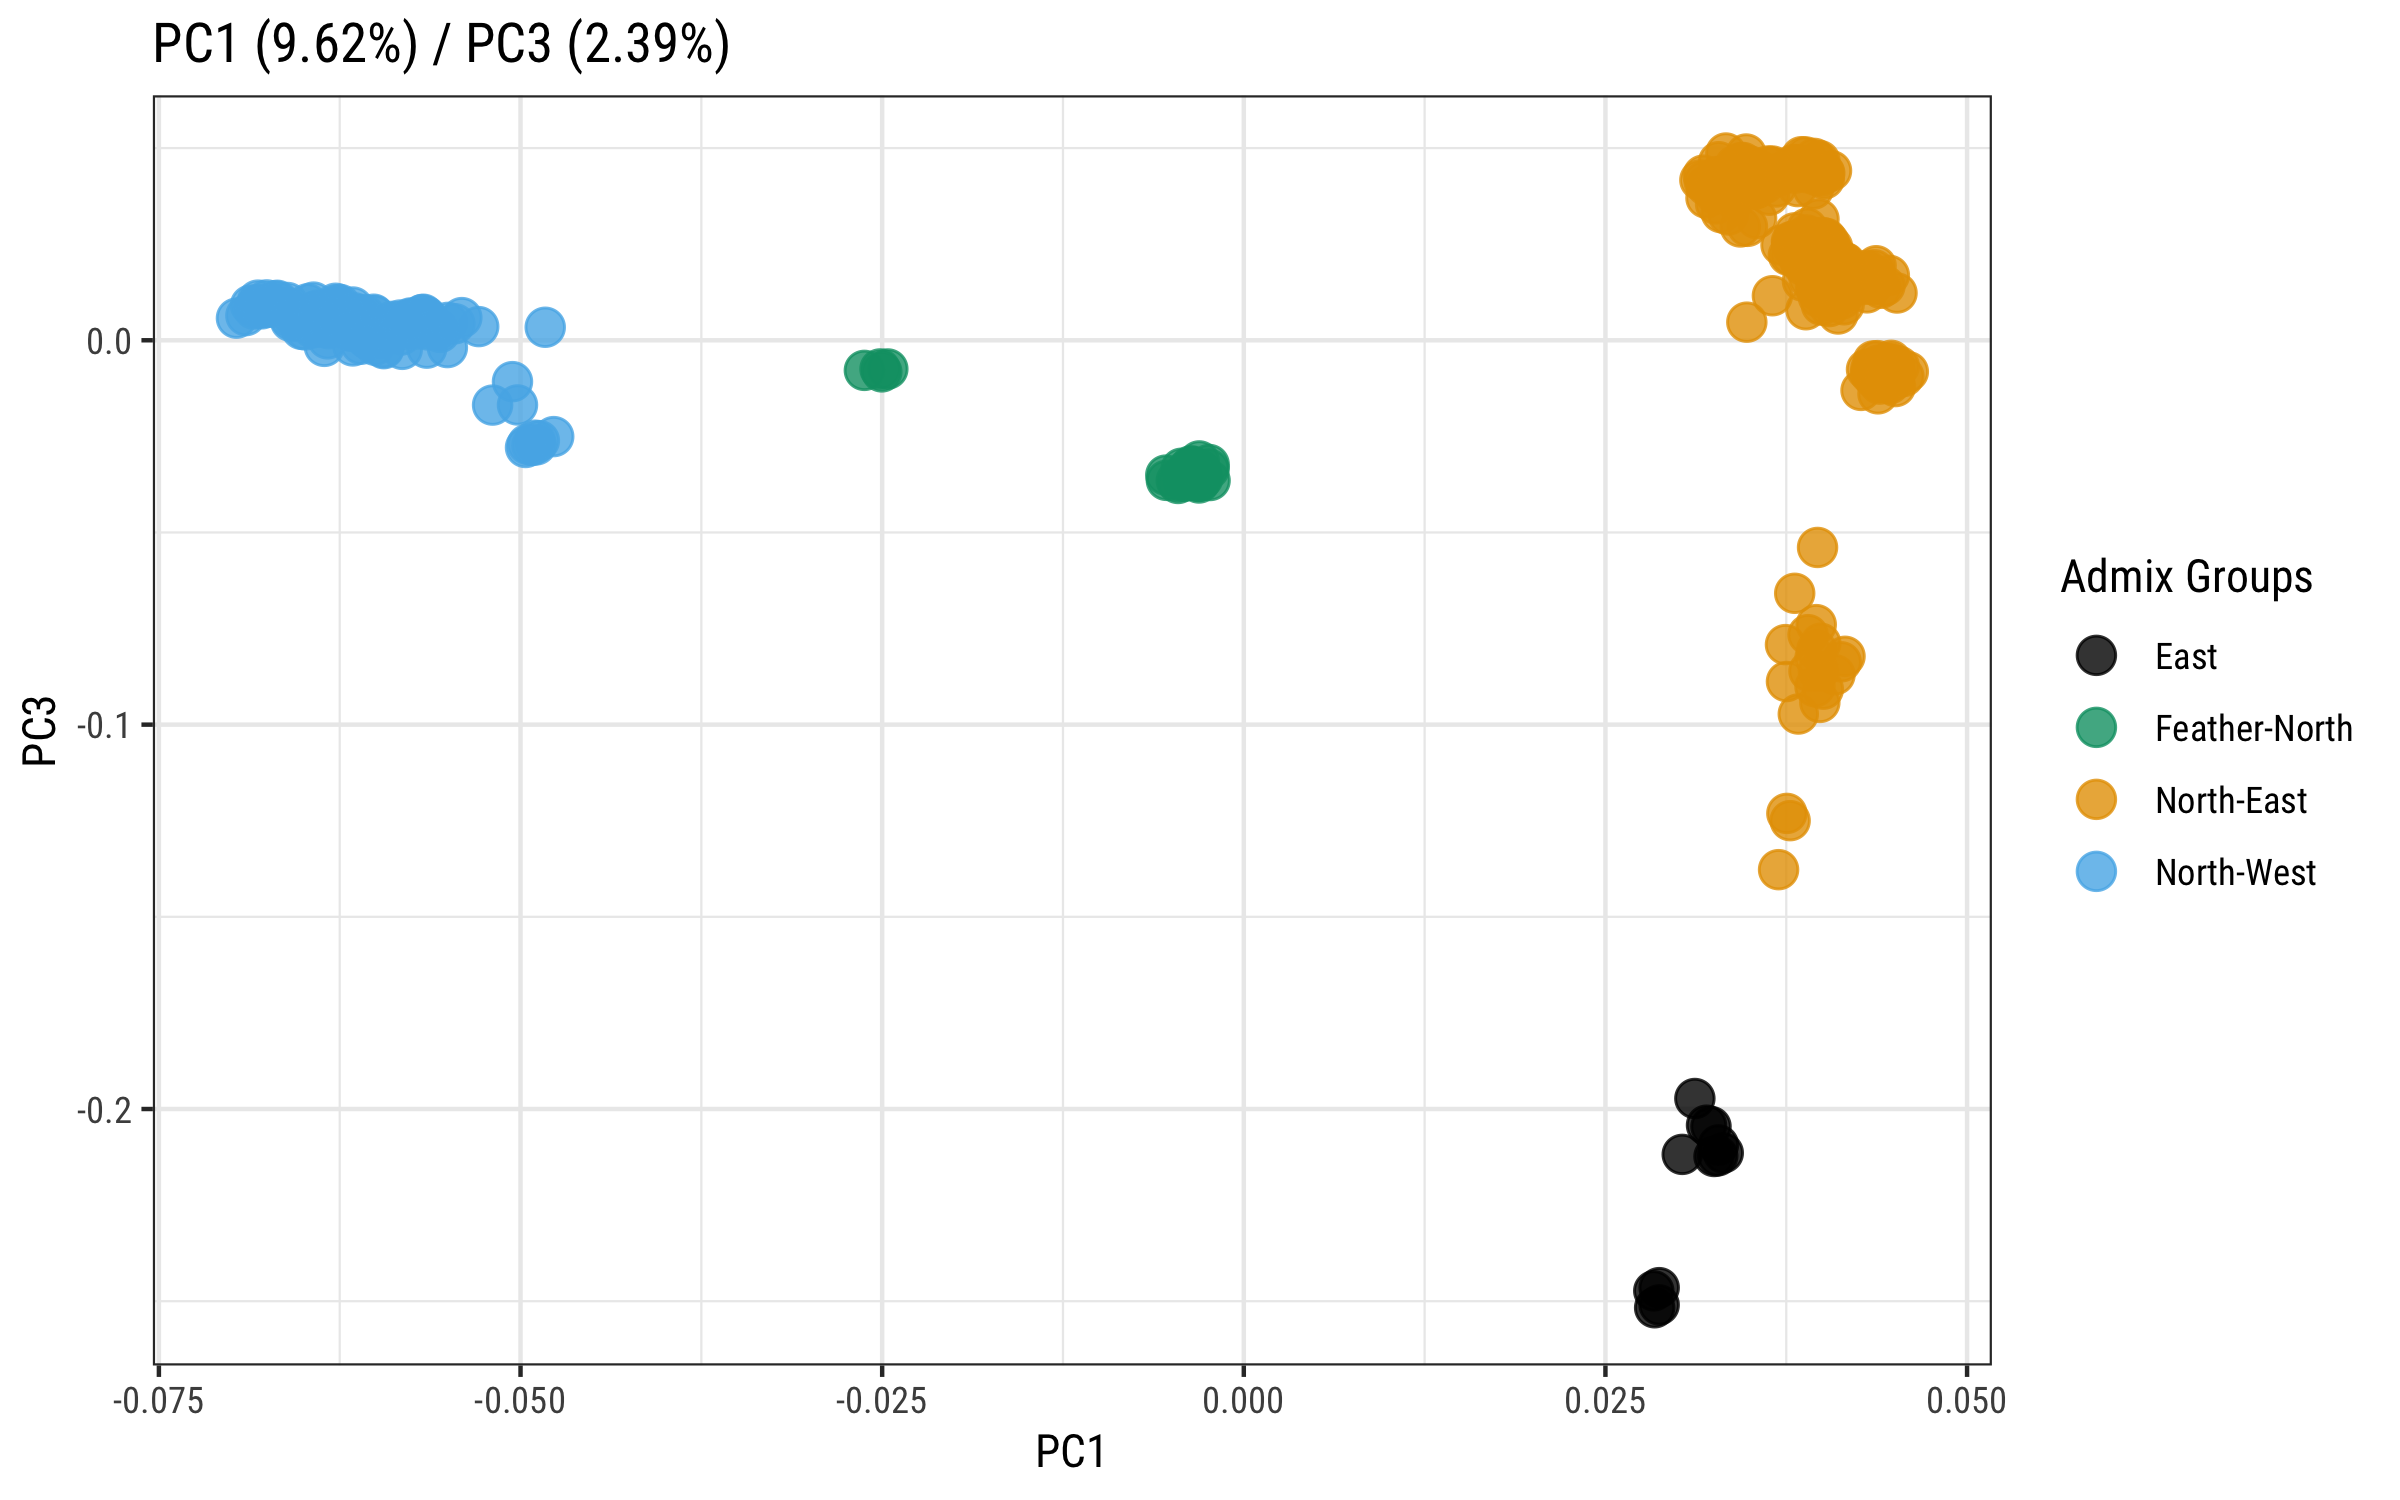 PC1 (9.62%) / PC3 (2.39%)
0.0
-0.1
-0.2
PC3
-0.075
-0.050
-0.025
0.000
0.025
0.050
PC1
Admix Groups
East
Feather-North
North-East
North-West